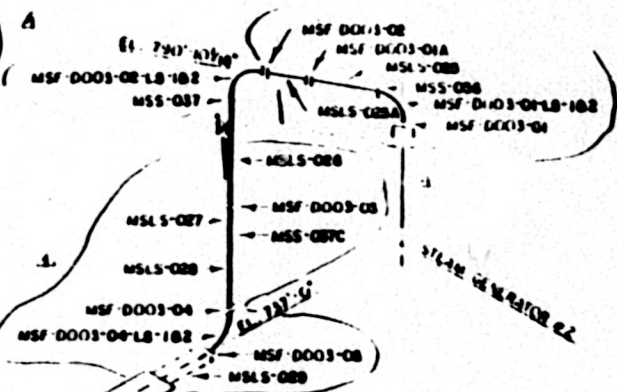 A
MSF-D003-02
MSF-D003-01A
MSLS-025
MSS-036
MSF-D003-01-LB-1&2
MSF-D003-01
MSF-D003-02-LB-1&2
MSS-037
MSLS-025A
MSLS-026
MSF-D003-03
MSLS-027
MSS-037C
MSLS-028
STEAM GENERATOR #2
MSF-D003-04
MSF-D003-04-LB-1&2
MSF-D003-05
MSLS-029